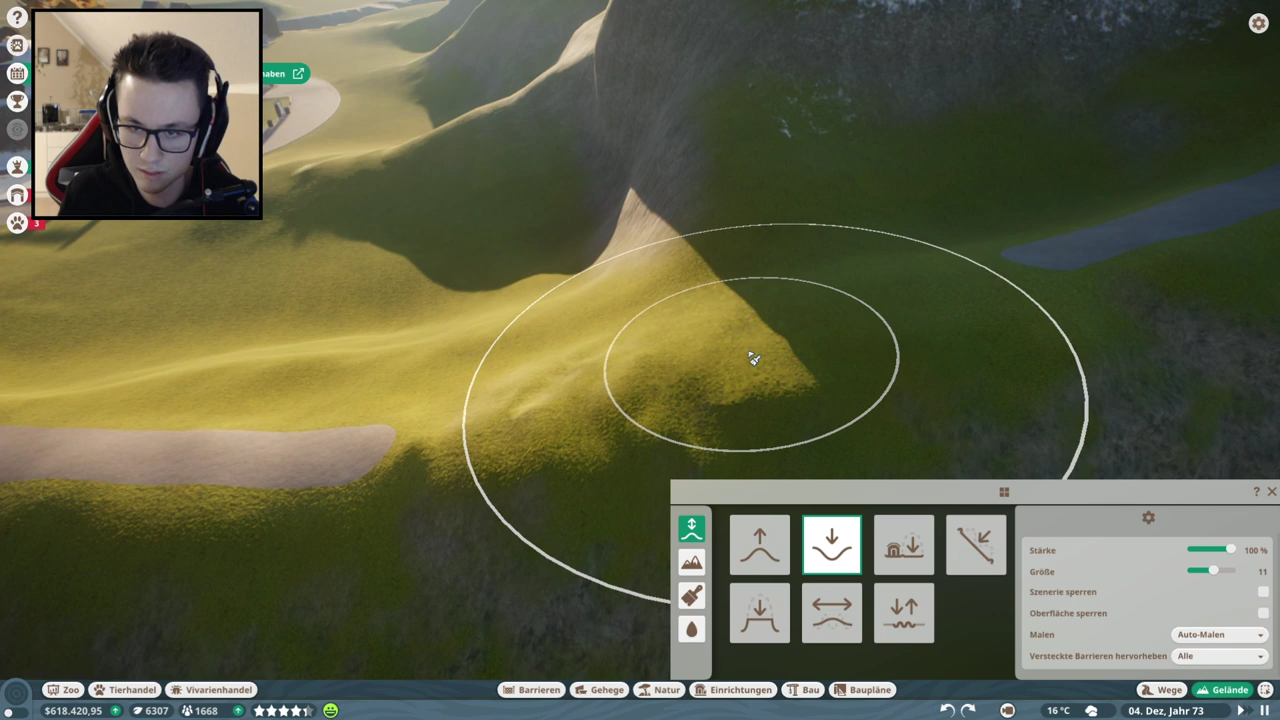 haben
3
Stärke 100 %
Größe 11
Szenerie sperren
Oberfläche sperren
Malen Auto-Malen
Versteckte Barrieren hervorheben Alle
Zoo Tierhandel Vivarienhandel Barrieren Gehege Natur Einrichtungen Bau Baupläne Wege Gelände
$618.420,95 6307 1668 16 °C 04. Dez, Jahr 73